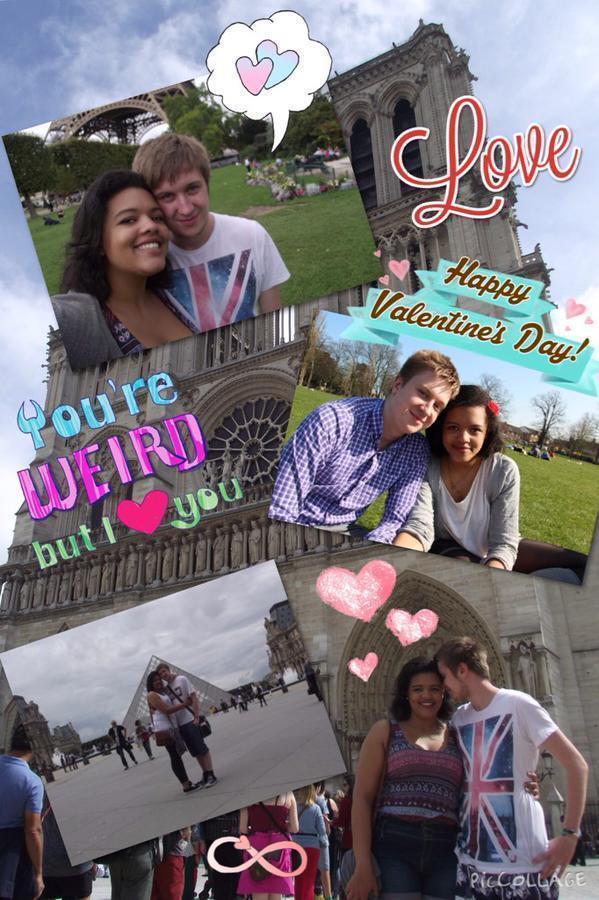 Love
Happy
Valentine's Day!
You're
WEIRD
but I you
PICCOLLAGE